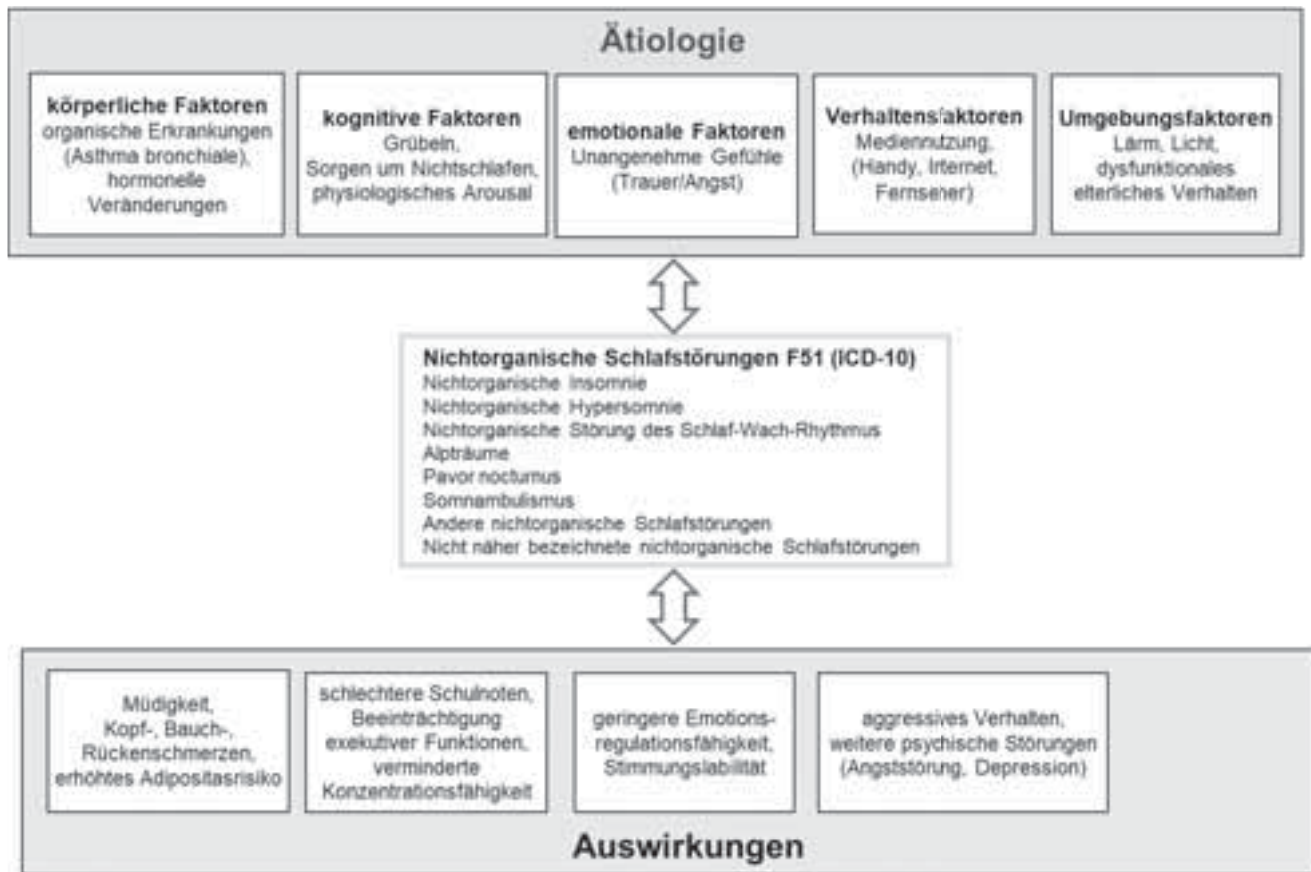 Ätiologie
körperliche Faktoren
organische Erkrankungen
(Asthma bronchiale),
hormonelle
Veränderungen
kognitive Faktoren
Grübeln,
Sorgen um Nichtschlafen,
physiologisches Arousal
emotionale Faktoren
Unangenehme Gefühle
(Trauer/Angst)
Verhaltensfaktoren
Mediennutzung,
(Handy, Internet,
Fernseher)
Umgebungsfaktoren
Lärm, Licht,
dysfunktionales
elterliches Verhalten
Nichtorganische Schlafstörungen F51 (ICD-10)
Nichtorganische Insomnie
Nichtorganische Hypersomnie
Nichtorganische Störung des Schlaf-Wach-Rhythmus
Alpträume
Pavor nocturnus
Somnambulismus
Andere nichtorganische Schlafstörungen
Nicht näher bezeichnete nichtorganische Schlafstörungen
Müdigkeit,
Kopf-, Bauch-,
Rückenschmerzen,
erhöhtes Adipositasrisiko
schlechtere Schulnoten,
Beeinträchtigung
exekutiver Funktionen,
verminderte
Konzentrationsfähigkeit
geringere Emotions-
regulationsfähigkeit,
Stimmungslabilität
aggressives Verhalten,
weitere psychische Störungen
(Angststörung, Depression)
Auswirkungen